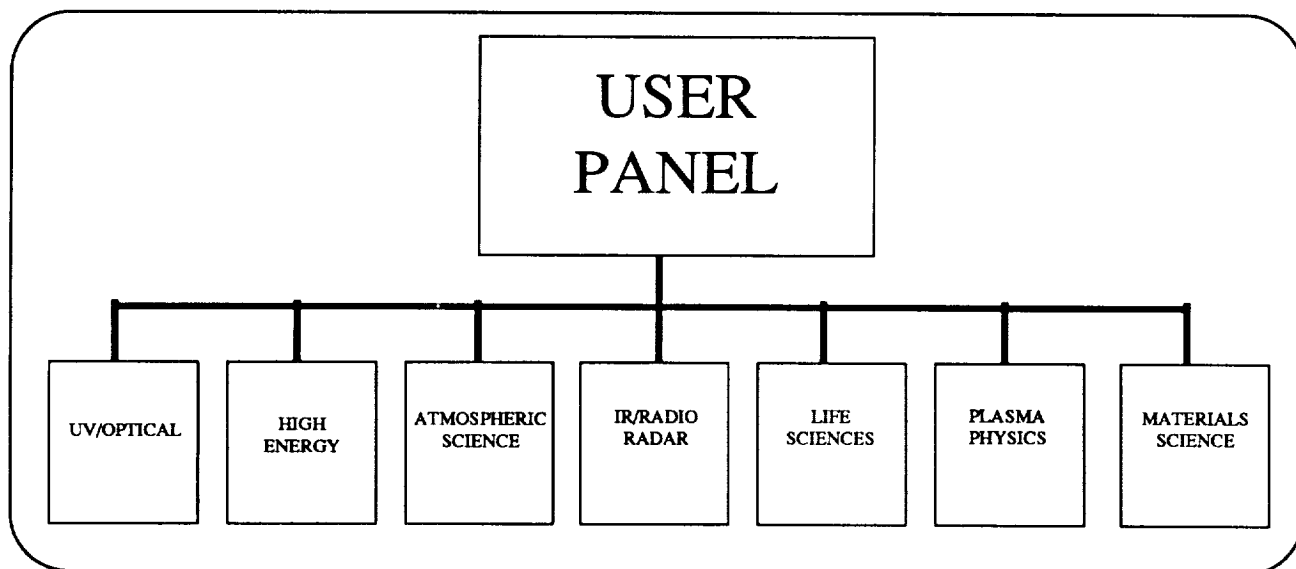 USER
PANEL
UV/OPTICAL
HIGH
ENERGY
ATMOSPHERIC
SCIENCE
IR/RADIO
RADAR
LIFE
SCIENCES
PLASMA
PHYSICS
MATERIALS
SCIENCE